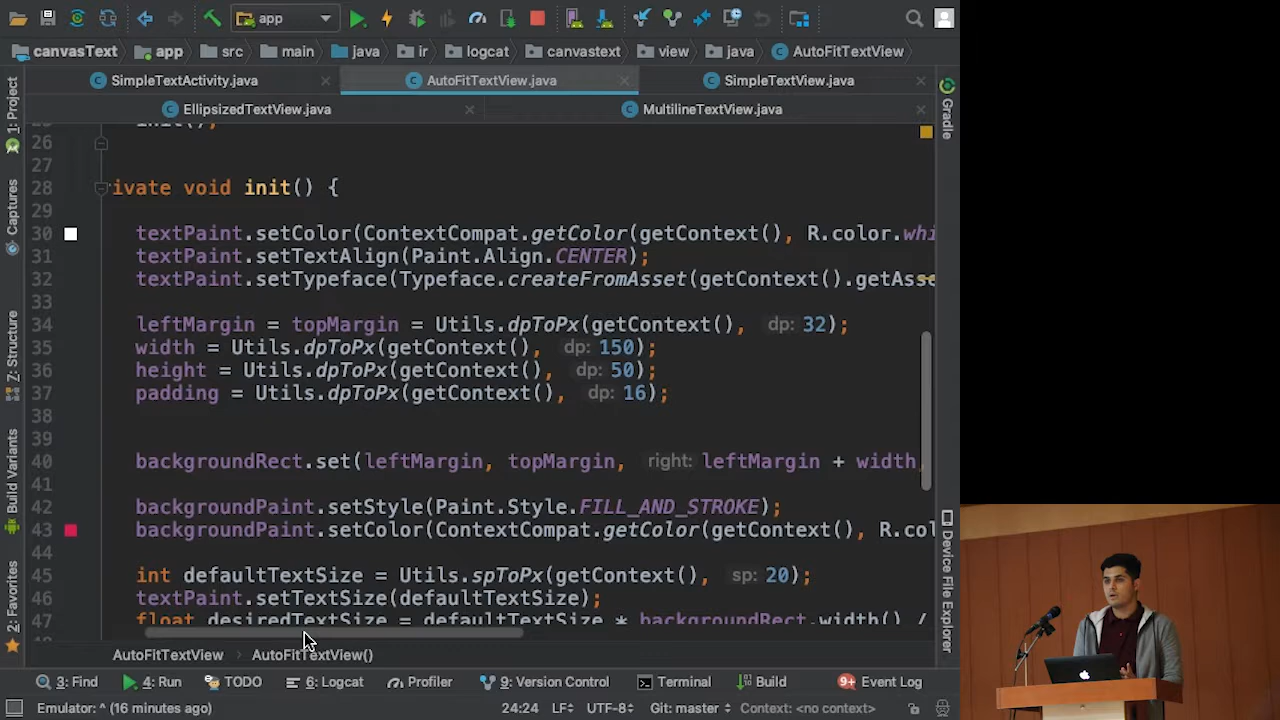 app
canvasText
app
src
main
java
ir
logcat
canvastext
view
java
AutoFitTextView
SimpleTextActivity.java
AutoFitTextView.java
SimpleTextView.java
EllipsizedTextView.java
MultilineTextView.java
1: Project
Captures
Z: Structure
Build Variants
2: Favorites
26
27
28 ivate void init() {
29
30 textPaint.setColor(ContextCompat.getColor(getContext(), R.color.whi
31 textPaint.setTextAlign(Paint.Align.CENTER);
32 textPaint.setTypeface(Typeface.createFromAsset(getContext().getAsse
33
34 leftMargin = topMargin = Utils.dpToPx(getContext(), dp: 32);
35 width = Utils.dpToPx(getContext(), dp: 150);
36 height = Utils.dpToPx(getContext(), dp: 50);
37 padding = Utils.dpToPx(getContext(), dp: 16);
38
39
40 backgroundRect.set(leftMargin, topMargin, right: leftMargin + width,
41
42 backgroundPaint.setStyle(Paint.Style.FILL_AND_STROKE);
43 backgroundPaint.setColor(ContextCompat.getColor(getContext(), R.col
44
45 int defaultTextSize = Utils.spToPx(getContext(), sp: 20);
46 textPaint.setTextSize(defaultTextSize);
47 float desiredTextSize = defaultTextSize * backgroundRect.width() /
Gradle
Device File Explorer
AutoFitTextView › AutoFitTextView()
3: Find
4: Run
TODO
6: Logcat
Profiler
9: Version Control
Terminal
Build
9+ Event Log
Emulator: ^ (16 minutes ago)
24:24
LF
UTF-8
Git: master
Context: <no context>